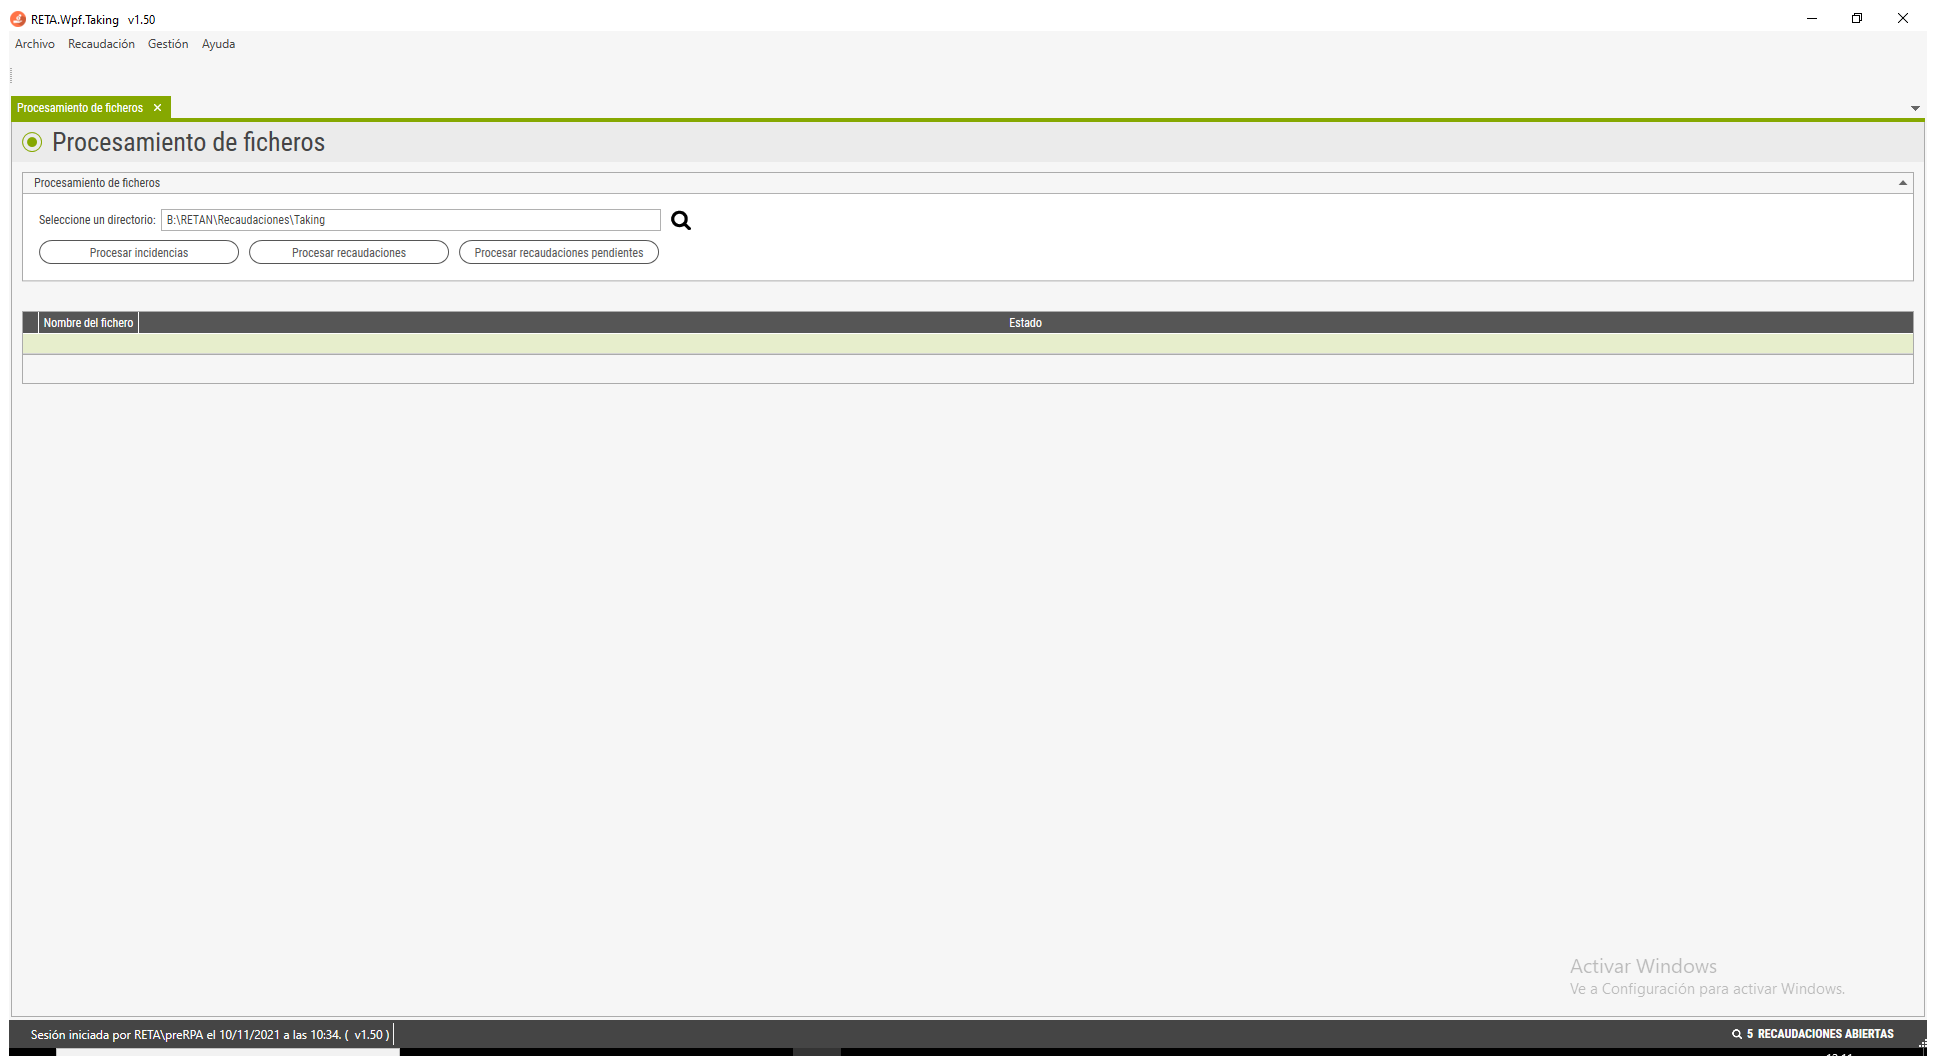 RETA.Wpf.Taking v1.50
Archivo Recaudación Gestión Ayuda
Procesamiento de ficheros
Procesamiento de ficheros
Procesamiento de ficheros
Seleccione un directorio: B:\RETAN\Recaudaciones\Taking
Procesar incidencias Procesar recaudaciones Procesar recaudaciones pendientes
Nombre del fichero Estado
Activar Windows
Ve a Configuración para activar Windows.
Sesión iniciada por RETA\preRPA el 10/11/2021 a las 10:34. ( v1.50 ) 5 RECAUDACIONES ABIERTAS